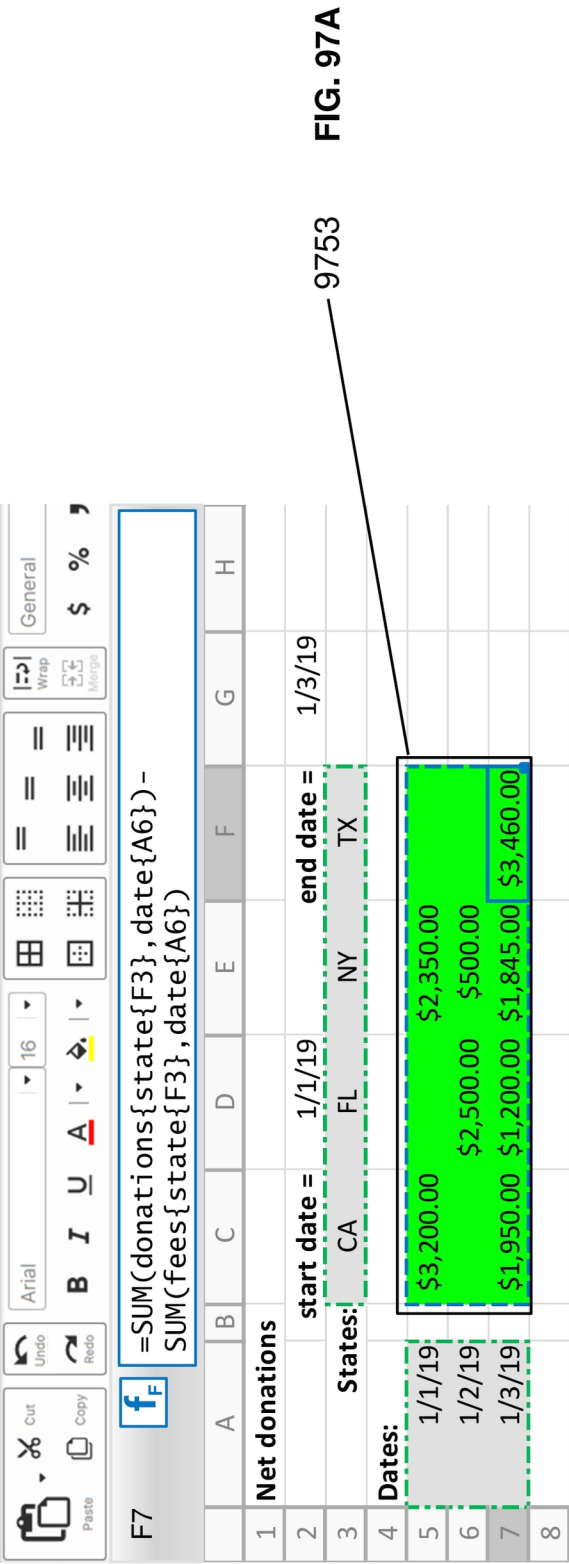 Paste
Cut
Copy
Undo
Redo
Arial
16
B I U A
Wrap
Merge
General
$ % ,
F7
fF
=SUM(donations{state{F3},date{A6})-
SUM(fees{state{F3},date{A6})
A B C D E F G H
1 Net donations
2 start date = 1/1/19 end date = 1/3/19
3 States: CA FL NY TX
4 Dates:
5 1/1/19 $3,200.00 $2,350.00
6 1/2/19 $2,500.00 $500.00
7 1/3/19 $1,950.00 $1,200.00 $1,845.00 $3,460.00
8
9753
FIG. 97A